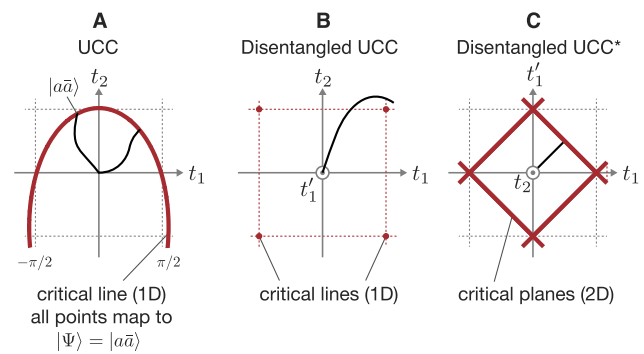 A
UCC
t₂
|aā⟩
t₁
−π/2
π/2
critical line (1D)
all points map to
|Ψ⟩ = |aā⟩
B
Disentangled UCC
t₂
t₁
t′₁
critical lines (1D)
C
Disentangled UCC*
t′₁
t₁
t₂
critical planes (2D)